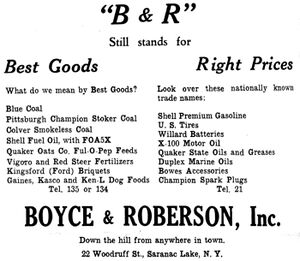 "B & R"
Still stands for
Best Goods
What do we mean by Best Goods?
Blue Coal
Pittsburgh Champion Stoker Coal
Colver Smokeless Coal
Shell Fuel Oil, with FOA5X
Quaker Oats Co. Ful-O-Pep Feeds
Vigoro and Red Steer Fertilizers
Kingsford (Ford) Briquets
Gaines, Kasco and Ken-L Dog Foods
Tel. 135 or 134
Right Prices
Look over these nationally known
trade names;
Shell Premium Gasoline
U. S. Tires
Willard Batteries
X-100 Motor Oil
Quaker State Oils and Greases
Duplex Marine Oils
Bowes Accessories
Champion Spark Plugs
Tel. 21
BOYCE & ROBERSON, Inc.
Down the hill from anywhere in town.
22 Woodruff St., Saranac Lake, N. Y.